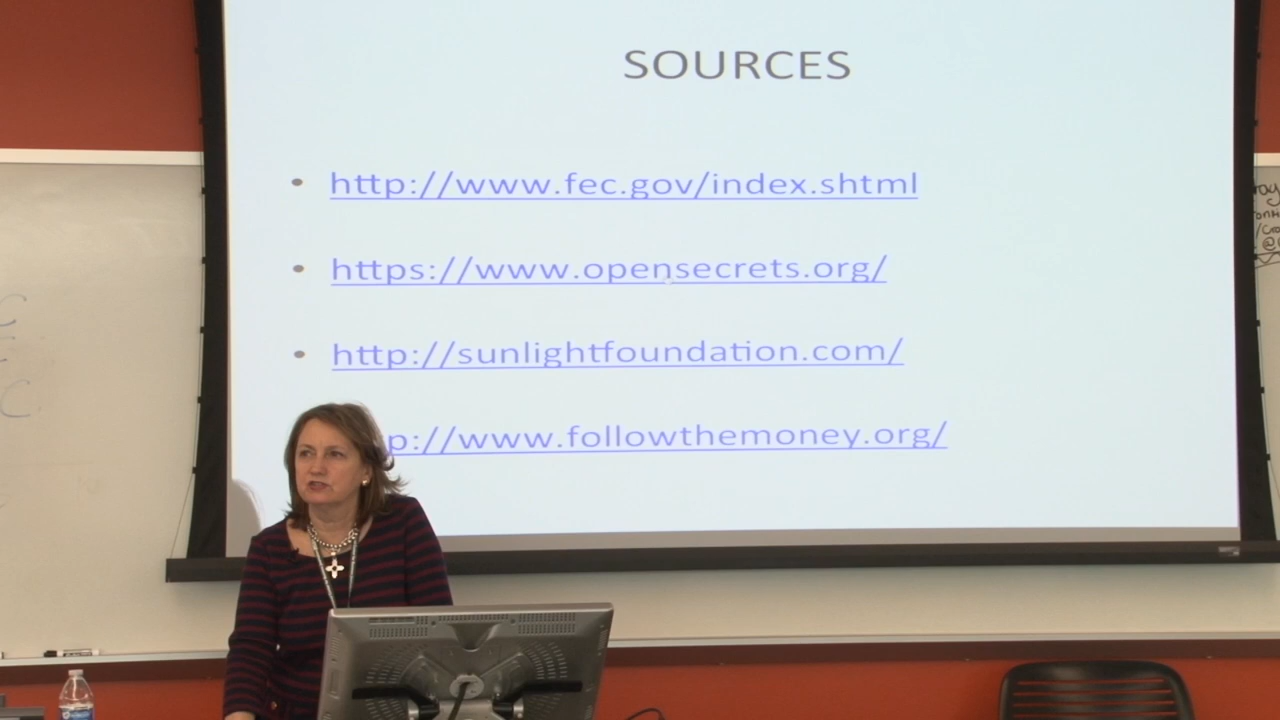 SOURCES
http://www.fec.gov/index.shtml
https://www.opensecrets.org/
http://sunlightfoundation.com/
p://www.followthemoney.org/